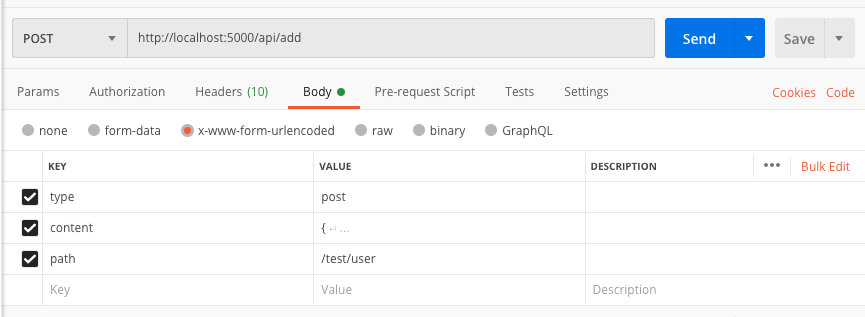 POST http://localhost:5000/api/add Send Save
Params Authorization Headers (10) Body Pre-request Script Tests Settings Cookies Code
none form-data x-www-form-urlencoded raw binary GraphQL
KEY VALUE DESCRIPTION ••• Bulk Edit
type post
content { ↵ ...
path /test/user
Key Value Description